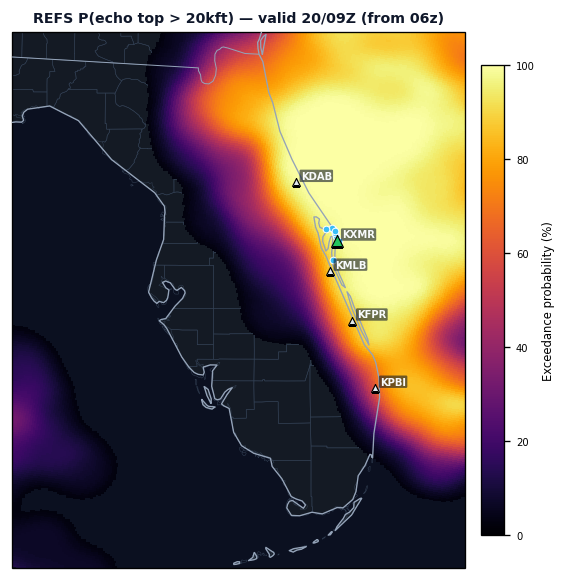 REFS P(echo top > 20kft) — valid 20/09Z (from 06z)
KDAB
KXMR
KMLB
KFPR
KPBI
100
80
60
40
20
0
Exceedance probability (%)